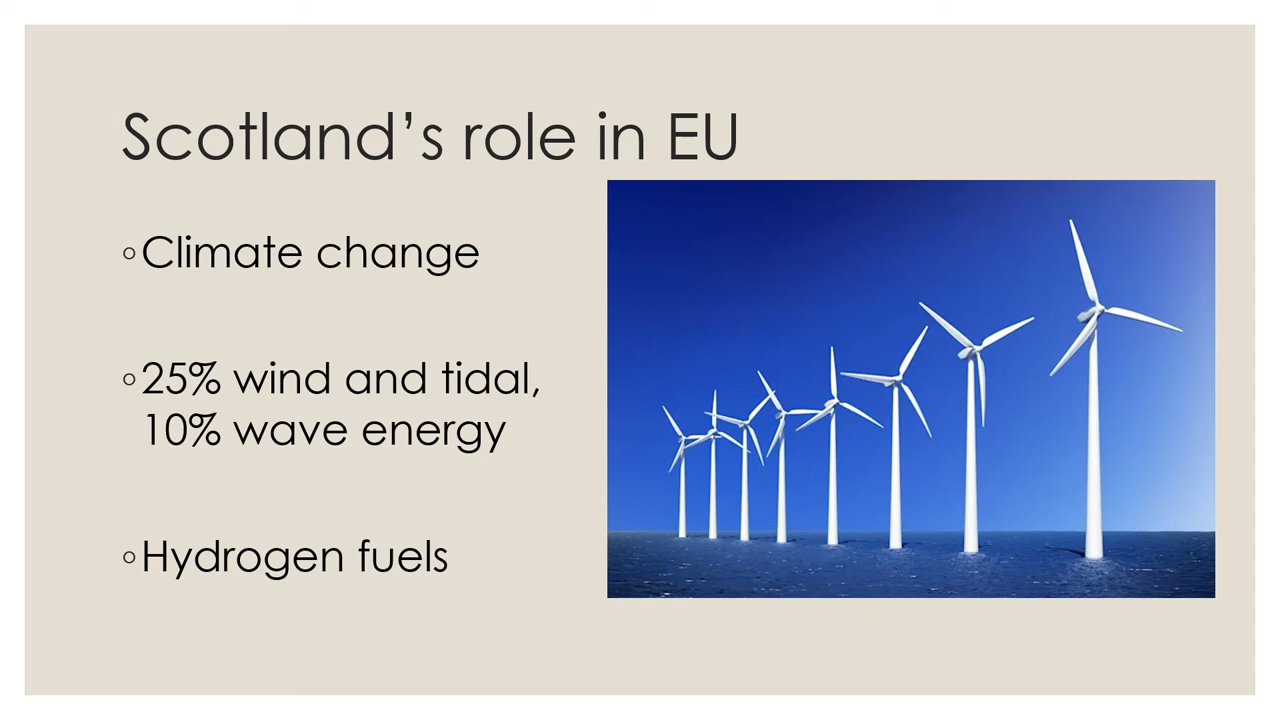 Scotland’s role in EU
◦Climate change
◦25% wind and tidal,
10% wave energy
◦Hydrogen fuels